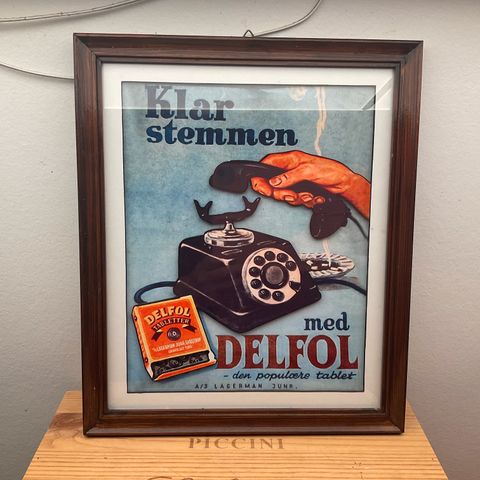 Klar
stemmen
DELFOL
TABLETTER
med
DELFOL
- den populære tablet
A/S LAGERMAN JUNR.
PICCINI